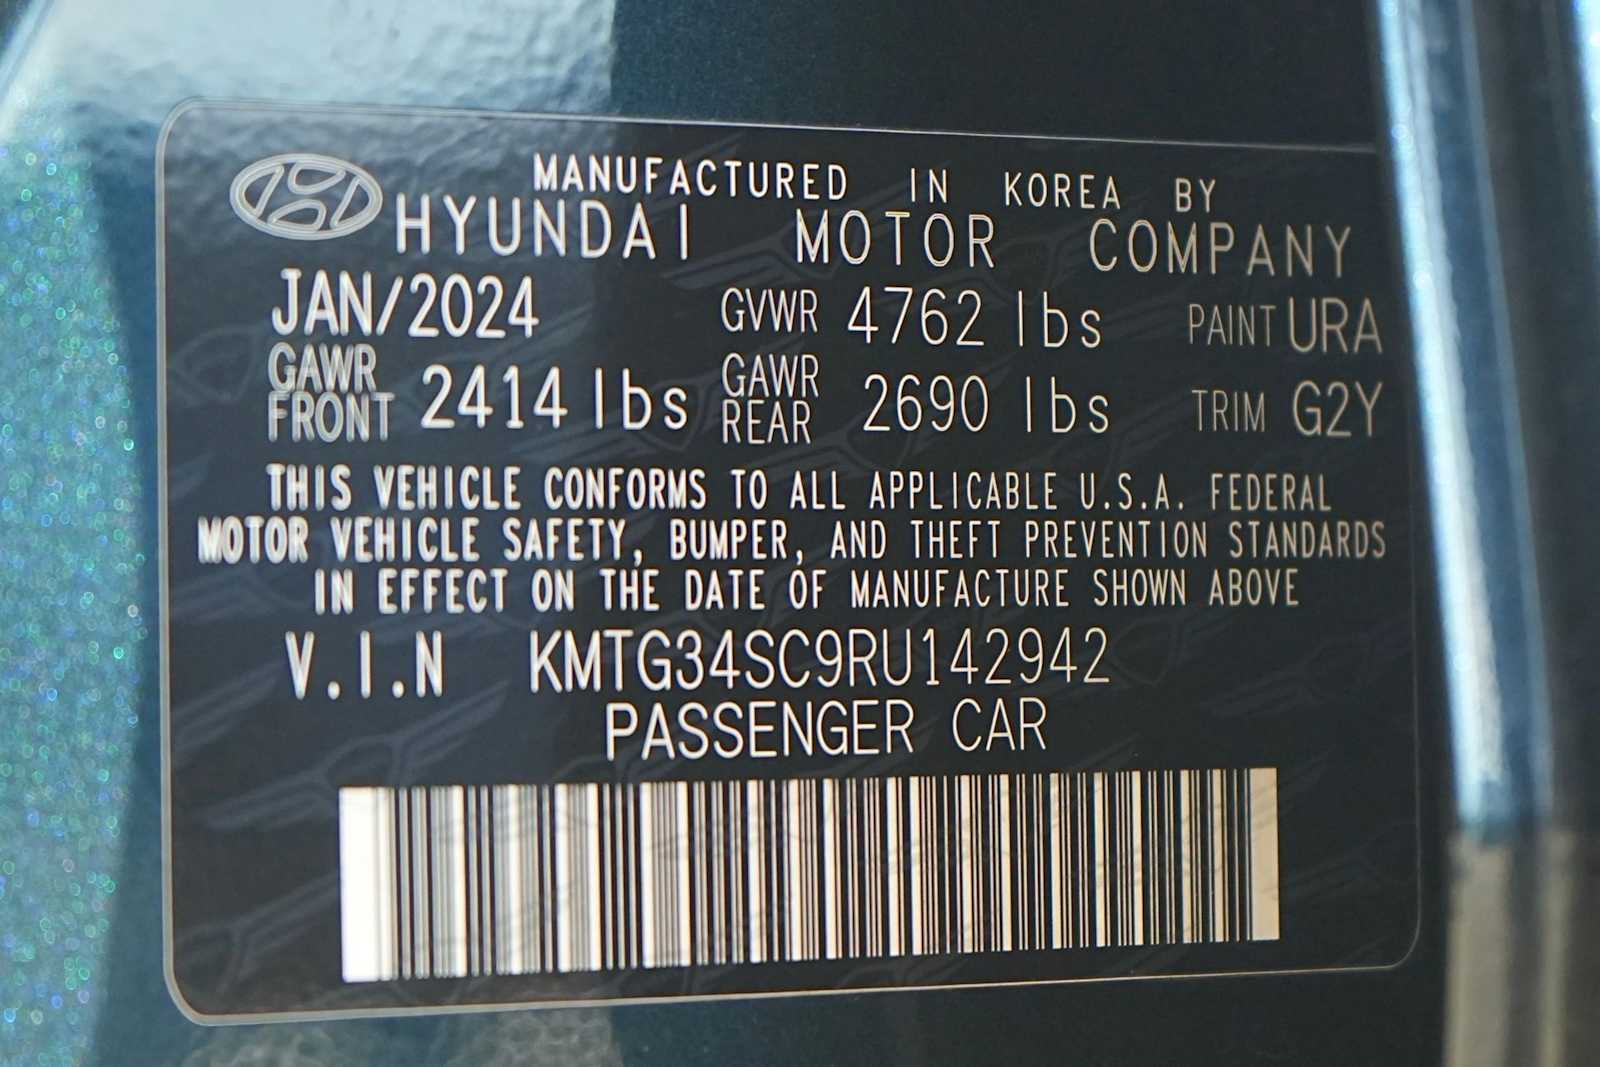 MANUFACTURED IN KOREA BY
HYUNDAI MOTOR COMPANY
JAN/2024 GVWR 4762 lbs PAINT URA
GAWR FRONT 2414 lbs GAWR REAR 2690 lbs TRIM G2Y
THIS VEHICLE CONFORMS TO ALL APPLICABLE U.S.A. FEDERAL
MOTOR VEHICLE SAFETY, BUMPER, AND THEFT PREVENTION STANDARDS
IN EFFECT ON THE DATE OF MANUFACTURE SHOWN ABOVE
V.I.N KMTG34SC9RU142942
PASSENGER CAR